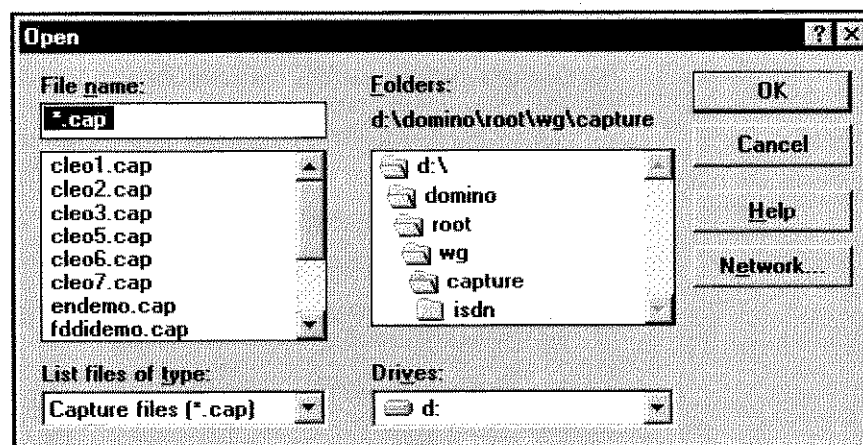 Open
File name:
*.cap
cleo1.cap
cleo2.cap
cleo3.cap
cleo5.cap
cleo6.cap
cleo7.cap
endemo.cap
fddidemo.cap
List files of type:
Capture files (*.cap)
Folders:
d:\domino\root\wg\capture
d:\
domino
root
wg
capture
isdn
Drives:
d:
OK
Cancel
Help
Network...